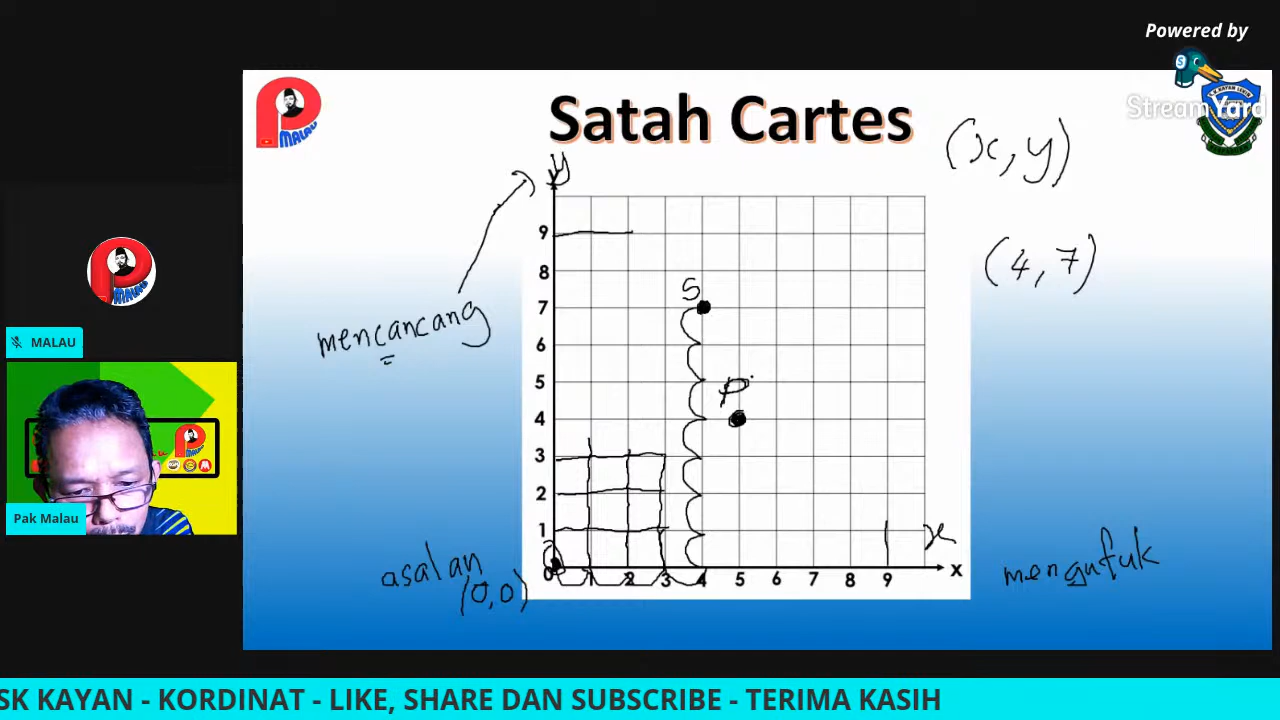 Powered by
StreamYard
P
MALAU
Satah Cartes
(x, y)
y
y
9
8
7
6
5
4
3
2
1
0
1 2 3 4 5 6 7 8 9
x
x
(4, 7)
S
P
mencancang
asalan
(0,0)
mengufuk
P
MALAU
MALAU
Pak Malau
SK KAYAN - KORDINAT - LIKE, SHARE DAN SUBSCRIBE - TERIMA KASIH